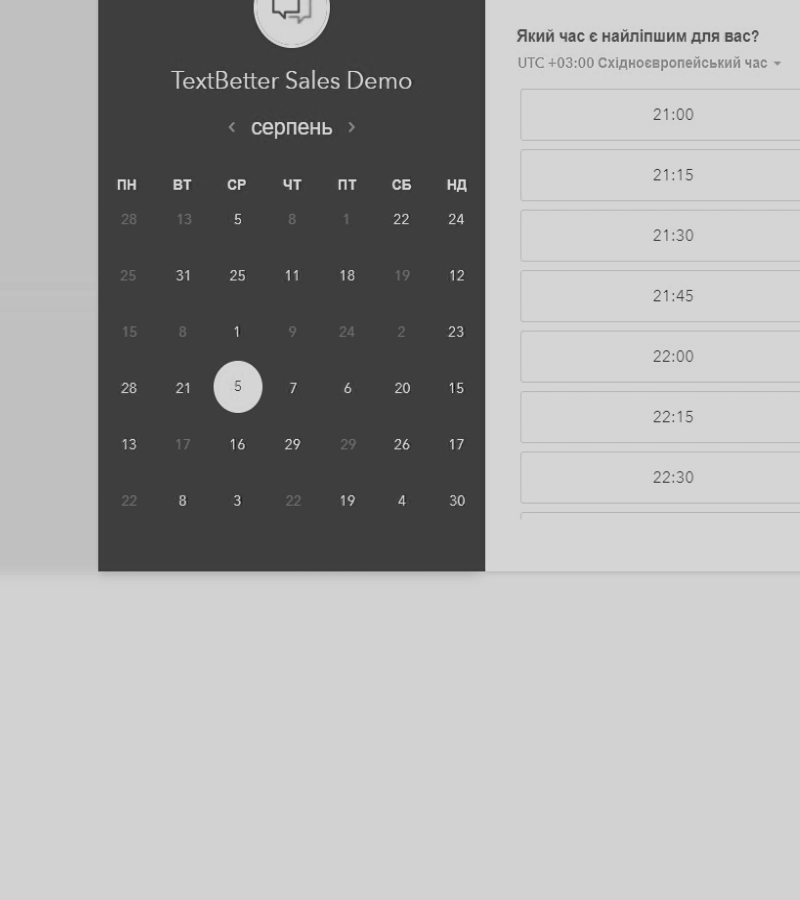 TextBetter Sales Demo
серпень
ПН ВТ СР ЧТ ПТ СБ НД
28 13 5 8 1 22 24
25 31 25 11 18 19 12
15 8 1 9 24 2 23
28 21 5 7 6 20 15
13 17 16 29 29 26 17
22 8 3 22 19 4 30
Який час є найліпшим для вас?
UTC +03:00 Східноєвропейський час
21:00
21:15
21:30
21:45
22:00
22:15
22:30